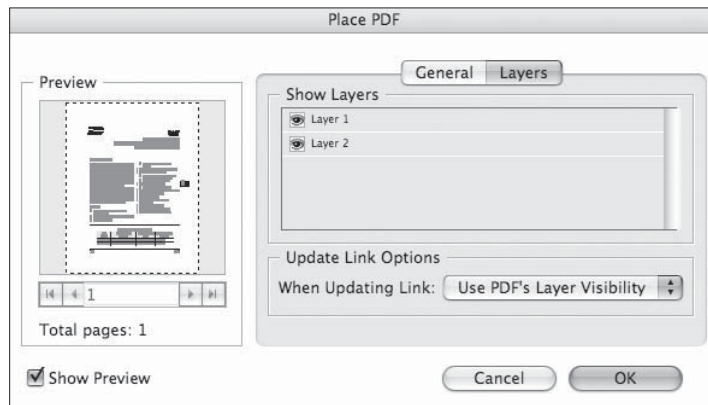 Place PDF
Preview
1
Total pages: 1
Show Preview
General Layers
Show Layers
Layer 1
Layer 2
Update Link Options
When Updating Link: Use PDF's Layer Visibility
Cancel OK